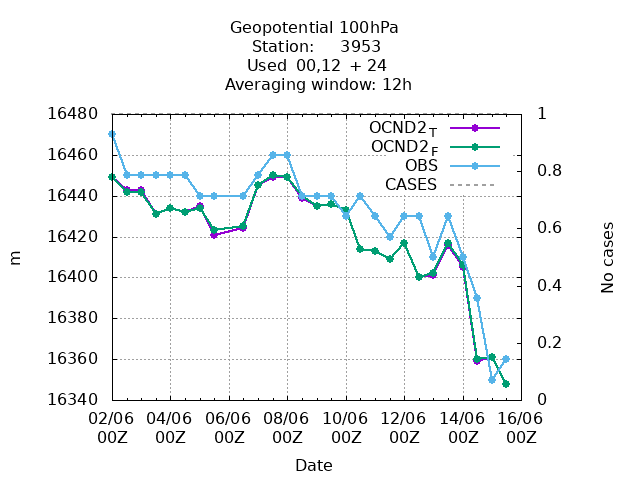 Geopotential 100hPa
Station: 3953
Used 00,12 + 24
Averaging window: 12h
16480
16460
16440
16420
16400
16380
16360
16340
m
1
0.8
0.6
0.4
0.2
0
No cases
OCND2 T
OCND2 F
OBS
CASES
02/06 04/06 06/06 08/06 10/06 12/06 14/06 16/06
00Z 00Z 00Z 00Z 00Z 00Z 00Z 00Z
Date